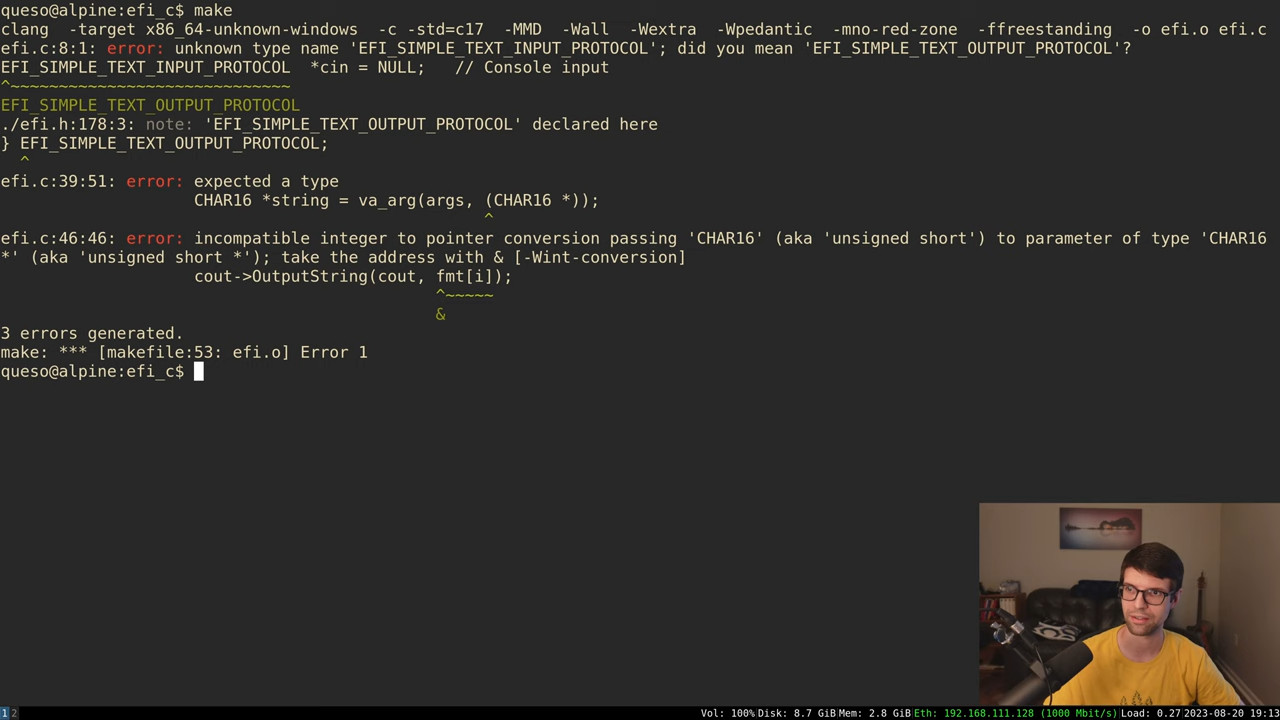 queso@alpine:efi_c$ make
clang  -target x86_64-unknown-windows  -c -std=c17  -MMD  -Wall  -Wextra  -Wpedantic  -mno-red-zone  -ffreestanding  -o efi.o efi.c
efi.c:8:1: error: unknown type name 'EFI_SIMPLE_TEXT_INPUT_PROTOCOL'; did you mean 'EFI_SIMPLE_TEXT_OUTPUT_PROTOCOL'?
EFI_SIMPLE_TEXT_INPUT_PROTOCOL  *cin = NULL;   // Console input
^~~~~~~~~~~~~~~~~~~~~~~~~~~~~~
EFI_SIMPLE_TEXT_OUTPUT_PROTOCOL
./efi.h:178:3: note: 'EFI_SIMPLE_TEXT_OUTPUT_PROTOCOL' declared here
} EFI_SIMPLE_TEXT_OUTPUT_PROTOCOL;
  ^
efi.c:39:51: error: expected a type
                    CHAR16 *string = va_arg(args, (CHAR16 *));
                                                  ^
efi.c:46:46: error: incompatible integer to pointer conversion passing 'CHAR16' (aka 'unsigned short') to parameter of type 'CHAR16
*' (aka 'unsigned short *'); take the address with & [-Wint-conversion]
                    cout->OutputString(cout, fmt[i]);
                                             ^~~~~~
                                             &
3 errors generated.
make: *** [makefile:53: efi.o] Error 1
queso@alpine:efi_c$
1 2 Vol: 100% Disk: 8.7 GiB Mem: 2.8 GiB Eth: 192.168.111.128 (1000 Mbit/s) Load: 0.27 2023-08-20 19:13